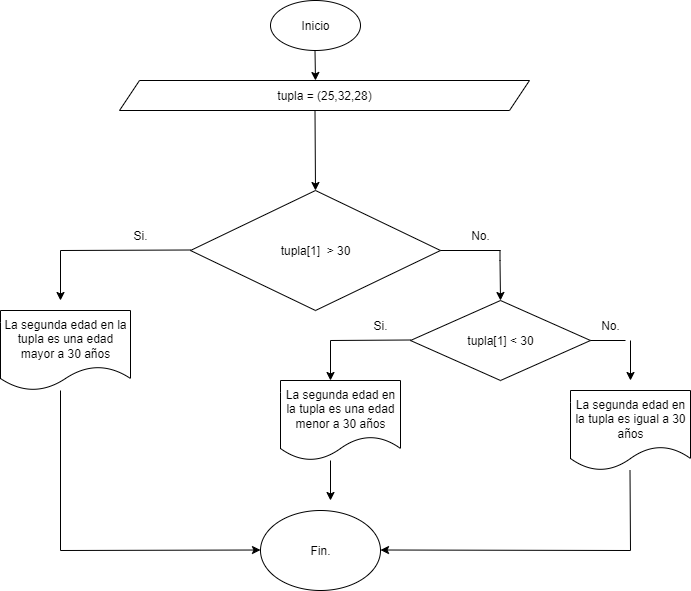 Inicio
tupla = (25,32,28)
Si.
tupla[1]  > 30
No.
La segunda edad en la
tupla es una edad
mayor a 30 años
Si.
tupla[1] < 30
No.
La segunda edad en
la tupla es una edad
menor a 30 años
La segunda edad en
la tupla es igual a 30
años
Fin.